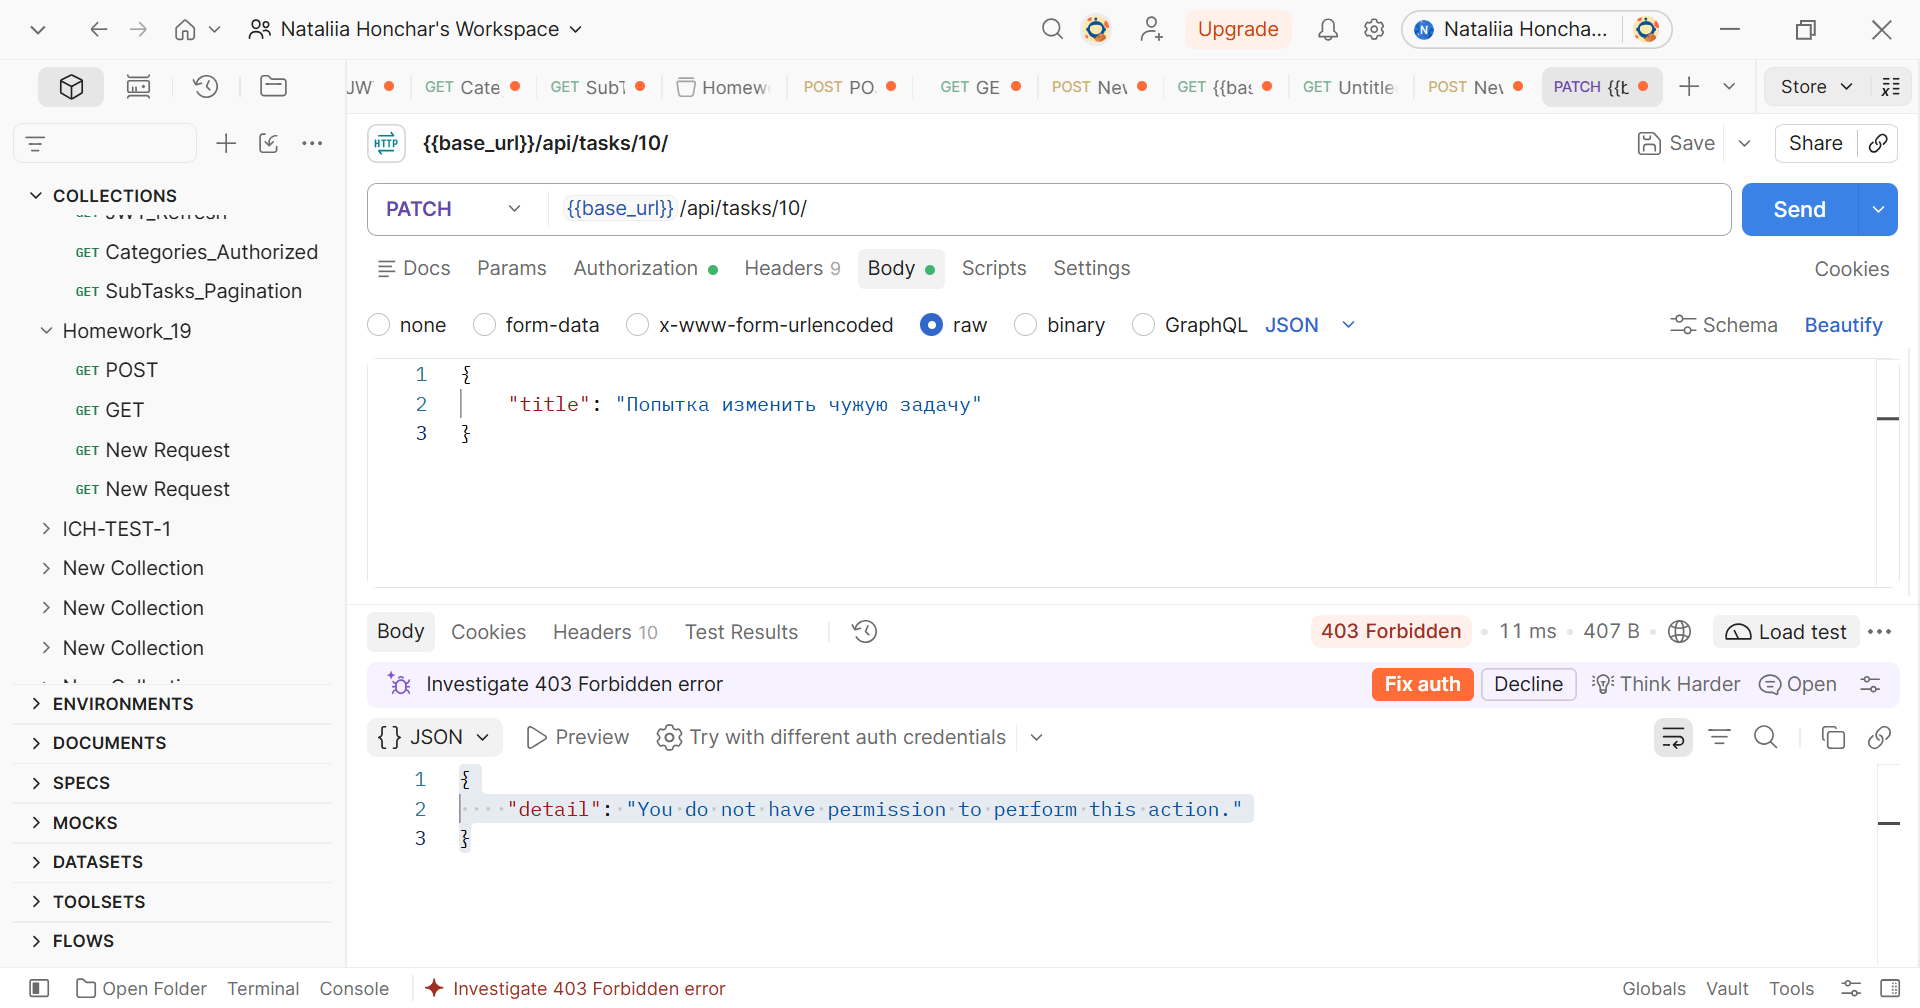 Nataliia Honchar's Workspace
Upgrade
N Nataliia Honcha...
JW
GET Cate
GET SubT
Homew
POST PO
GET GE
POST Nev
GET {{bas
GET Untitle
POST Nev
PATCH {{b
Store
HTTP {{base_url}}/api/tasks/10/
Save
Share
COLLECTIONS
GET JWT_Refresh
GET Categories_Authorized
GET SubTasks_Pagination
Homework_19
GET POST
GET GET
GET New Request
GET New Request
ICH-TEST-1
New Collection
New Collection
New Collection
ENVIRONMENTS
DOCUMENTS
SPECS
MOCKS
DATASETS
TOOLSETS
FLOWS
PATCH {{base_url}} /api/tasks/10/
Send
Docs Params Authorization Headers 9 Body Scripts Settings
Cookies
none form-data x-www-form-urlencoded raw binary GraphQL JSON
Schema Beautify
1 {
2 "title": "Попытка изменить чужую задачу"
3 }
Body Cookies Headers 10 Test Results
403 Forbidden 11 ms 407 B
Load test
Investigate 403 Forbidden error
Fix auth Decline Think Harder Open
{ } JSON Preview Try with different auth credentials
1 {
2 "detail": "You do not have permission to perform this action."
3 }
Open Folder Terminal Console Investigate 403 Forbidden error
Globals Vault Tools